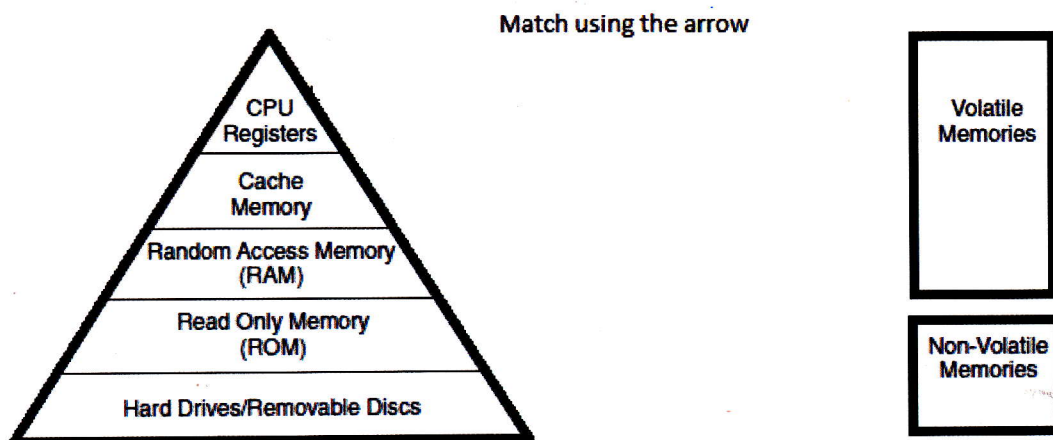 Match using the arrow
CPU
Registers
Cache
Memory
Random Access Memory
(RAM)
Read Only Memory
(ROM)
Hard Drives/Removable Discs
Volatile
Memories
Non-Volatile
Memories